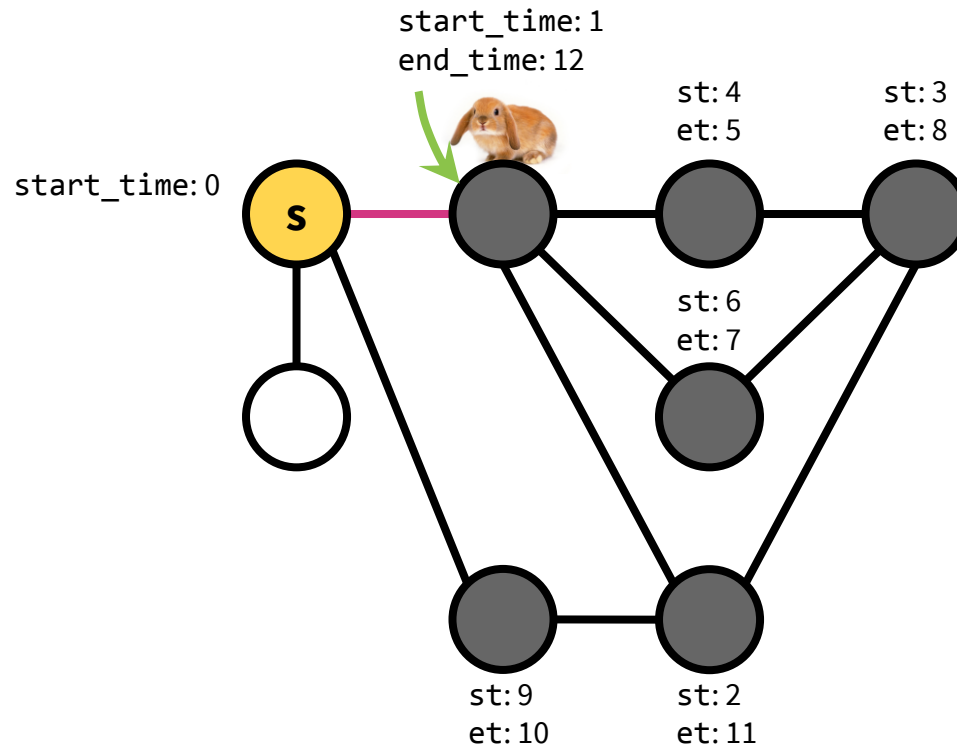 start_time: 1
end_time: 12
st: 4
et: 5
st: 3
et: 8
start_time: 0
s
st: 6
et: 7
st: 9
et: 10
st: 2
et: 11